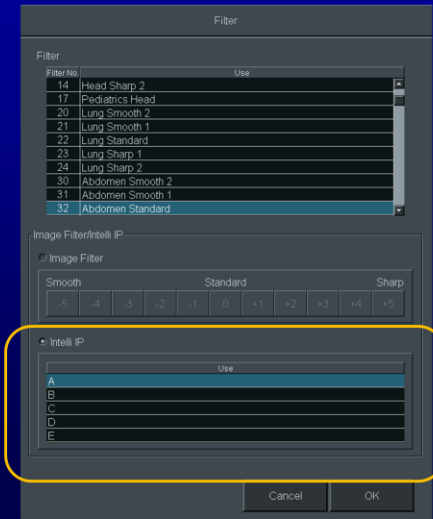 Filter
Filter
Filter No. Use
14 Head Sharp 2
17 Pediatrics Head
20 Lung Smooth 2
21 Lung Smooth 1
22 Lung Standard
23 Lung Sharp 1
24 Lung Sharp 2
30 Abdomen Smooth 2
31 Abdomen Smooth 1
32 Abdomen Standard
Image Filter/Intelli IP
Image Filter
Smooth Standard Sharp
-5 -4 -3 -2 -1 0 +1 +2 +3 +4 +5
Intelli IP
Use
A
B
C
D
E
Cancel OK